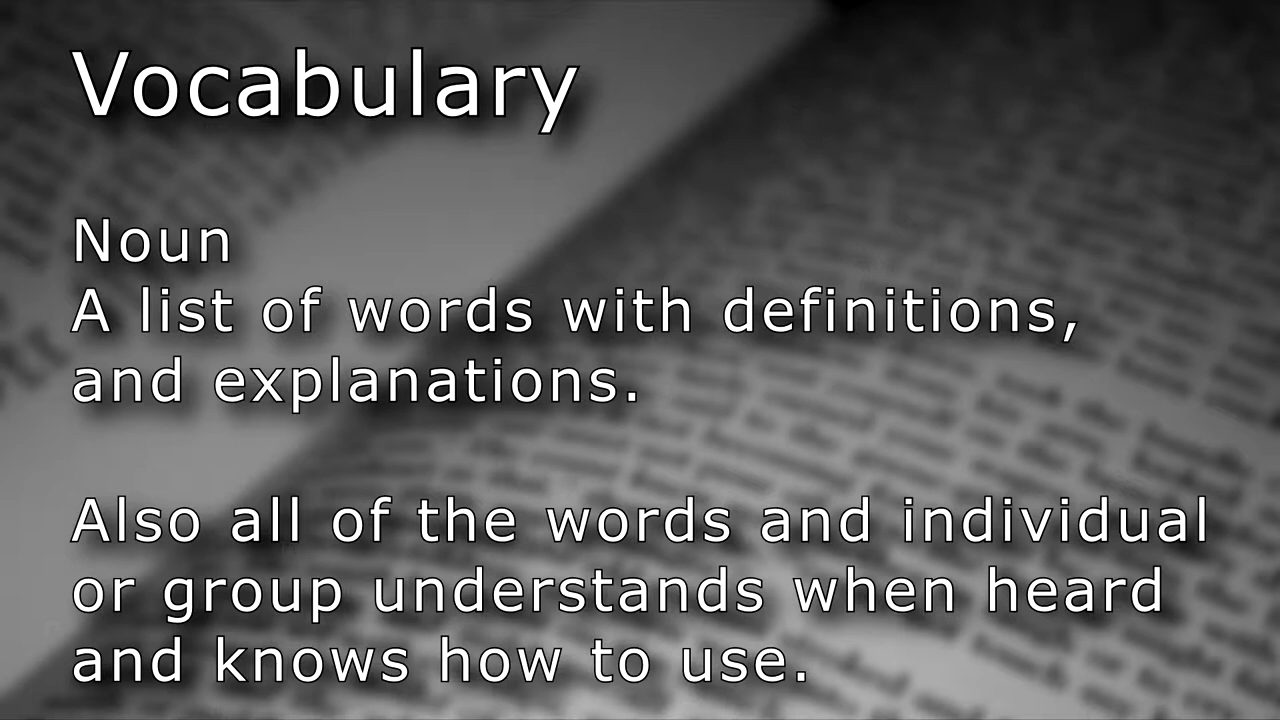 Vocabulary
Noun
A list of words with definitions,
and explanations.
Also all of the words and individual
or group understands when heard
and knows how to use.